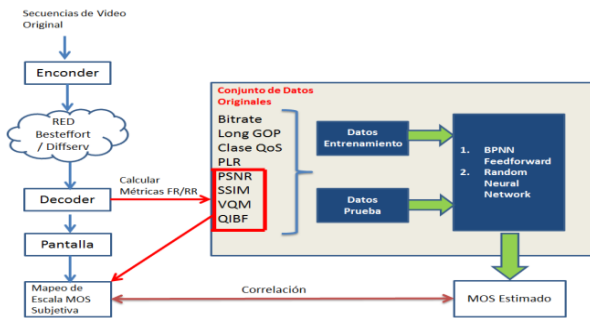 Secuencias de Video
Original
Enconder
RED
Besteffort
/ Diffserv
Decoder
Pantalla
Mapeo de
Escala MOS
Subjetiva
Calcular
Métricas FR/RR
Conjunto de Datos
Originales
Bitrate
Long GOP
Clase QoS
PLR
PSNR
SSIM
VQM
QIBF
Datos
Entrenamiento
Datos
Prueba
1. BPNN
Feedforward
2. Random
Neural
Network
Correlación
MOS Estimado